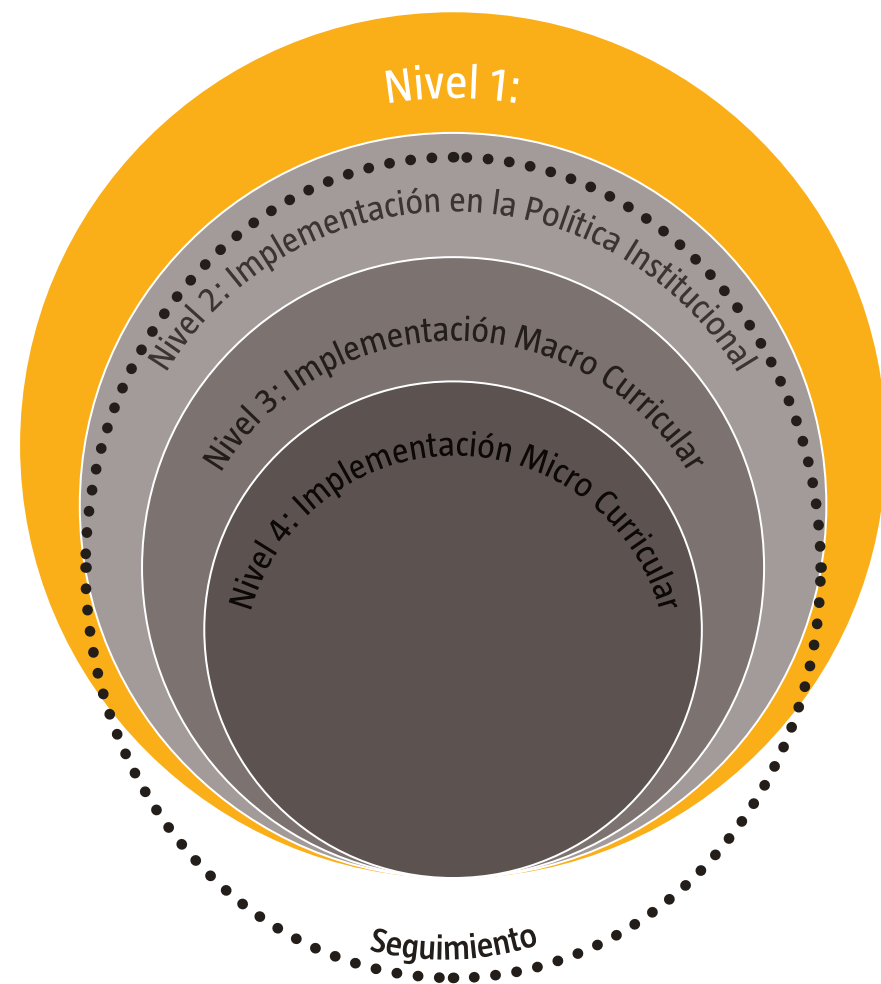 Nivel 1:
Nivel 2: Implementación en la Política Institucional
Nivel 3: Implementación Macro Curricular
Nivel 4: Implementación Micro Curricular
Seguimiento